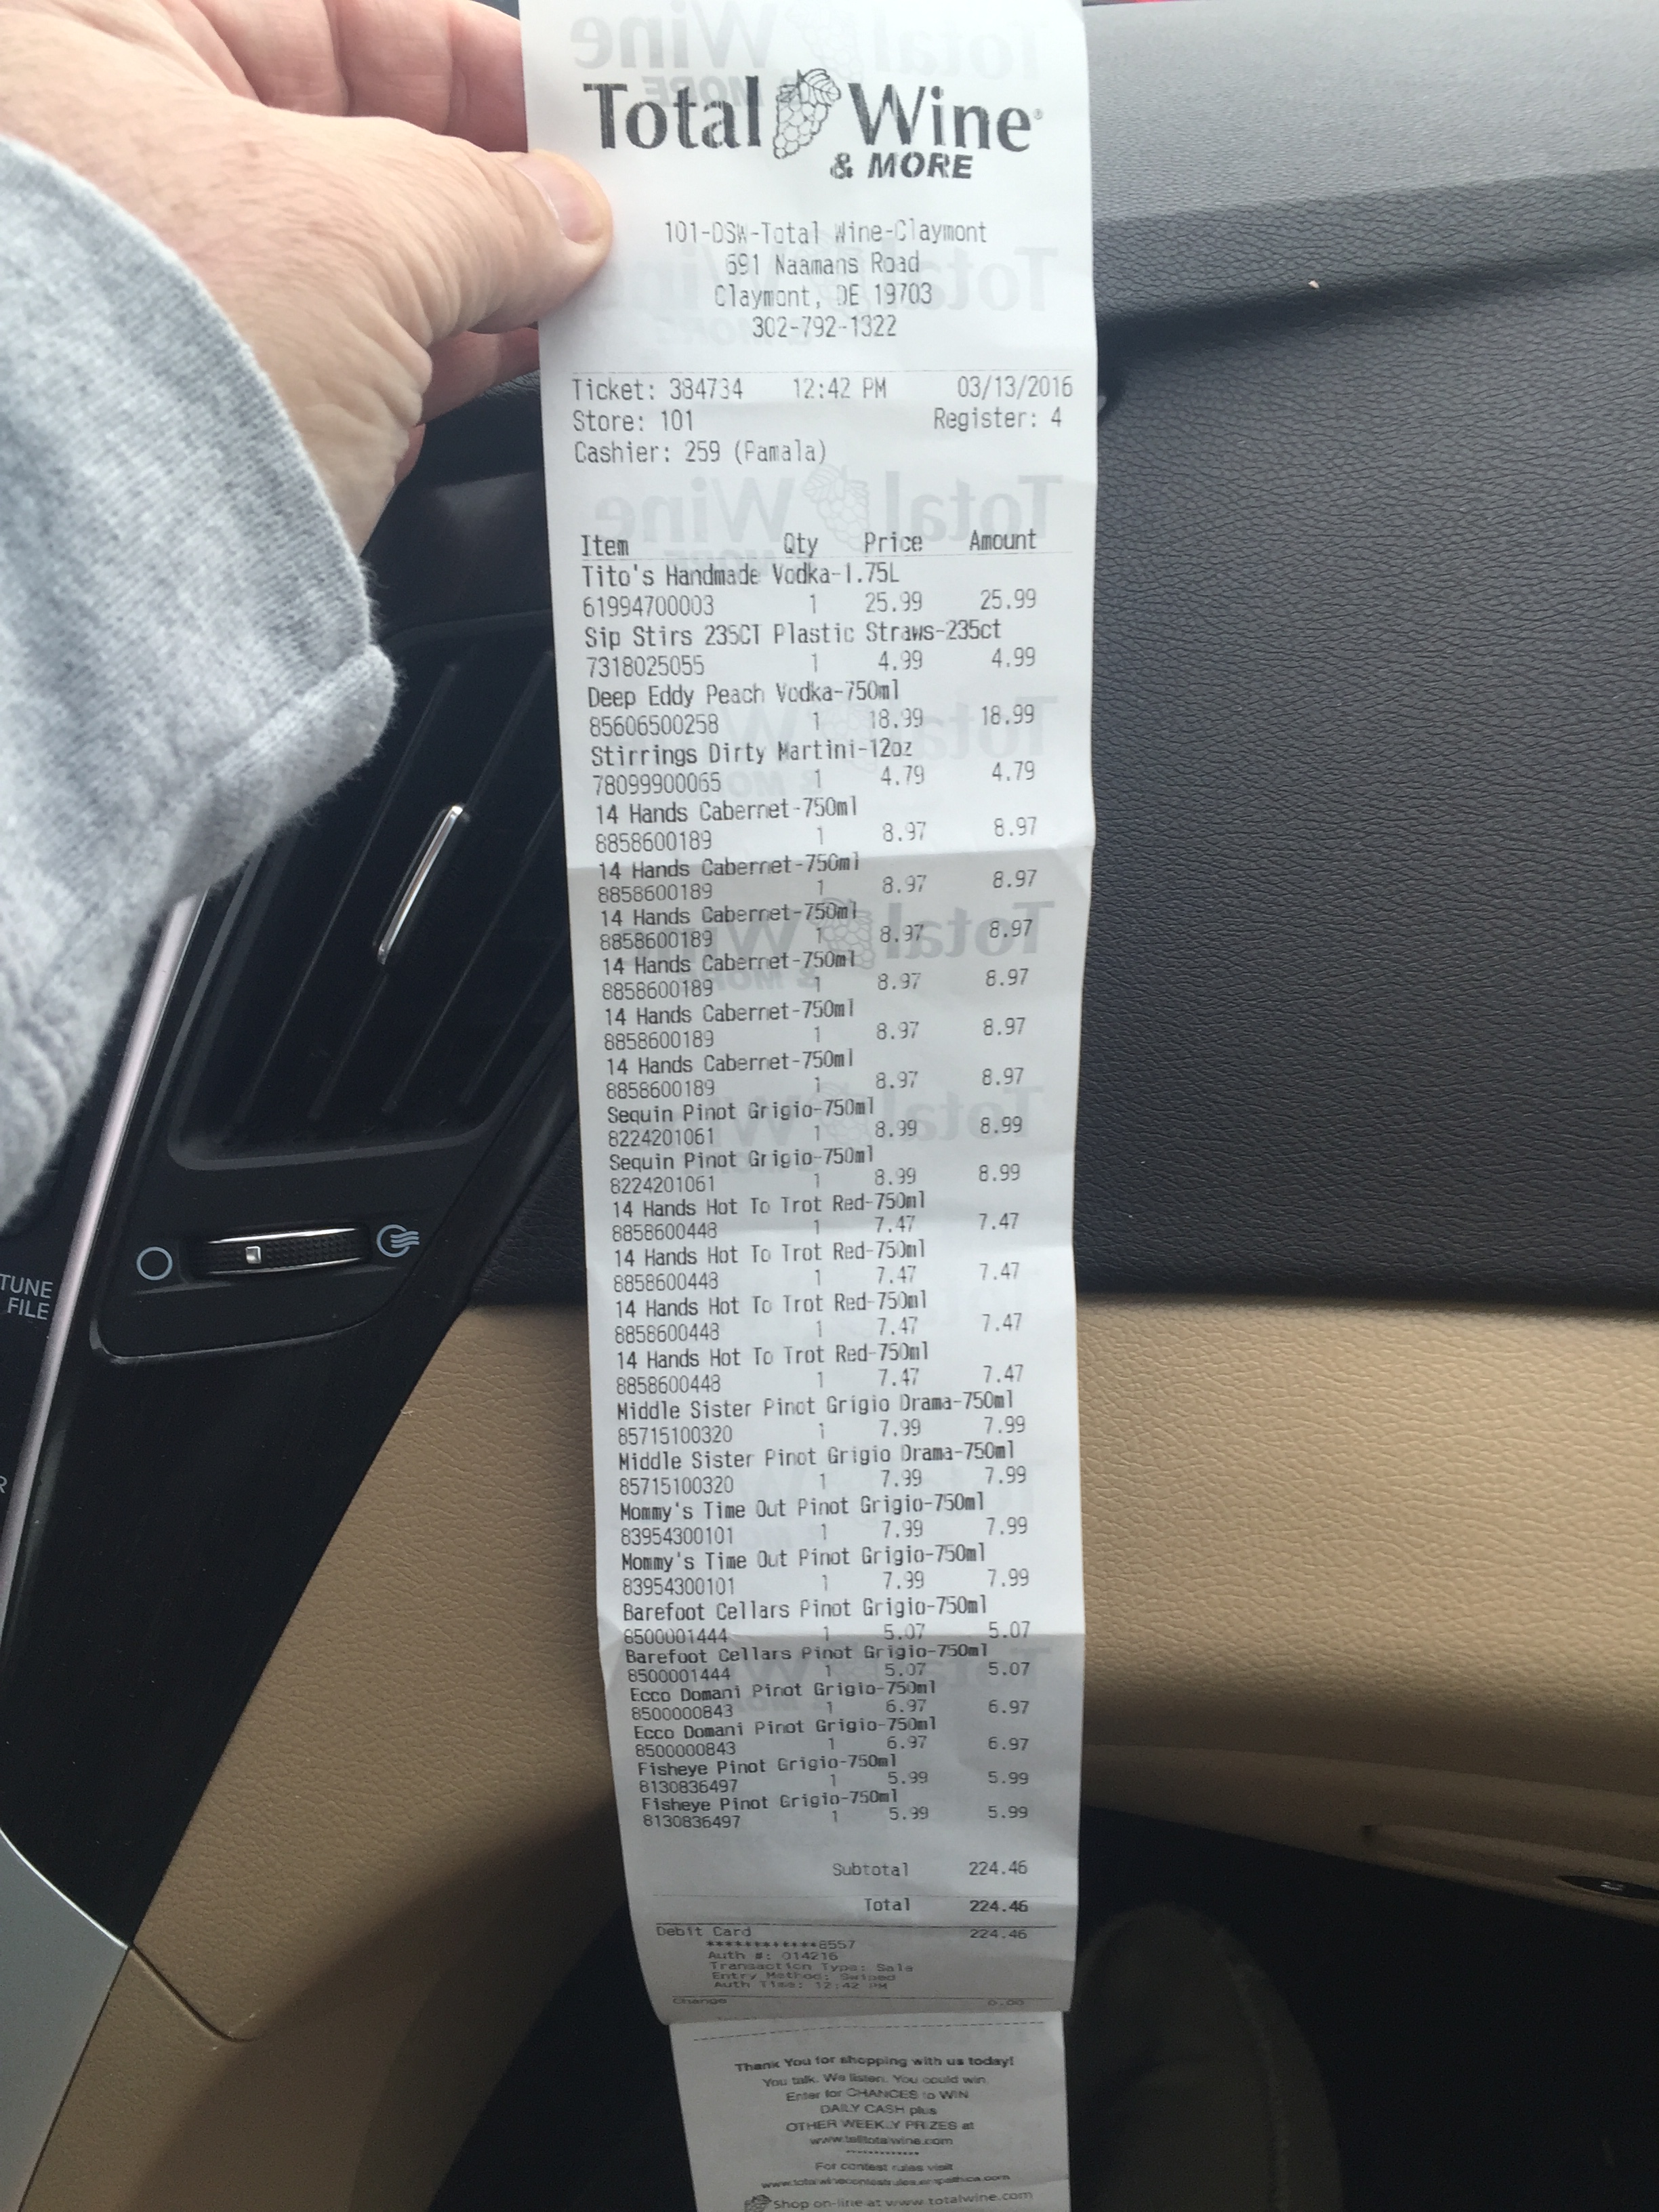 Total Wine
& MORE
101-DSW-Total Wine-Claymont
691 Naamans Road
Claymont, DE 19703
302-792-1322
Ticket: 384734 12:42 PM 03/13/2016
Store: 101 Register: 4
Cashier: 259 (Pamala)
Item Qty Price Amount
Tito's Handmade Vodka-1.75L
61994700003 1 25.99 25.99
Sip Stirs 235CT Plastic Straws-235ct
7318025055 1 4.99 4.99
Deep Eddy Peach Vodka-750ml
85606500258 1 18.99 18.99
Stirrings Dirty Martini-12oz
78099900065 1 4.79 4.79
14 Hands Cabernet-750ml
8858600189 1 8.97 8.97
14 Hands Cabernet-750ml
8858600189 1 8.97 8.97
14 Hands Cabernet-750ml
8858600189 1 8.97 8.97
14 Hands Cabernet-750ml
8858600189 1 8.97 8.97
14 Hands Cabernet-750ml
8858600189 1 8.97 8.97
14 Hands Cabernet-750ml
8858600189 1 8.97 8.97
Sequin Pinot Grigio-750ml
8224201061 1 8.99 8.99
Sequin Pinot Grigio-750ml
8224201061 1 8.99 8.99
14 Hands Hot To Trot Red-750ml
8858600448 1 7.47 7.47
14 Hands Hot To Trot Red-750ml
8858600448 1 7.47 7.47
14 Hands Hot To Trot Red-750ml
8858600448 1 7.47 7.47
14 Hands Hot To Trot Red-750ml
8858600448 1 7.47 7.47
Middle Sister Pinot Grigio Drama-750ml
85715100320 1 7.99 7.99
Middle Sister Pinot Grigio Drama-750ml
85715100320 1 7.99 7.99
Mommy's Time Out Pinot Grigio-750ml
83954300101 1 7.99 7.99
Mommy's Time Out Pinot Grigio-750ml
83954300101 1 7.99 7.99
Barefoot Cellars Pinot Grigio-750ml
8500001444 1 5.07 5.07
Barefoot Cellars Pinot Grigio-750ml
8500001444 1 5.07 5.07
Ecco Domani Pinot Grigio-750ml
8500000843 1 6.97 6.97
Ecco Domani Pinot Grigio-750ml
8500000843 1 6.97 6.97
Fisheye Pinot Grigio-750ml
8130836497 1 5.99 5.99
Fisheye Pinot Grigio-750ml
8130836497 1 5.99 5.99
Subtotal 224.46
Total 224.46
Debit Card 224.46
************8557
Auth #: 014216
Transaction Type: Sale
Entry Method: Swiped
Auth Time: 12:42 PM
Change 0.00
Thank You for shopping with us today!
You talk. We listen. You could win.
Enter for CHANCES to WIN
DAILY CASH plus
OTHER WEEKLY PRIZES at
www.telltotalwine.com
************
For contest rules visit
Shop on-line at www.totalwine.com
TUNE
FILE